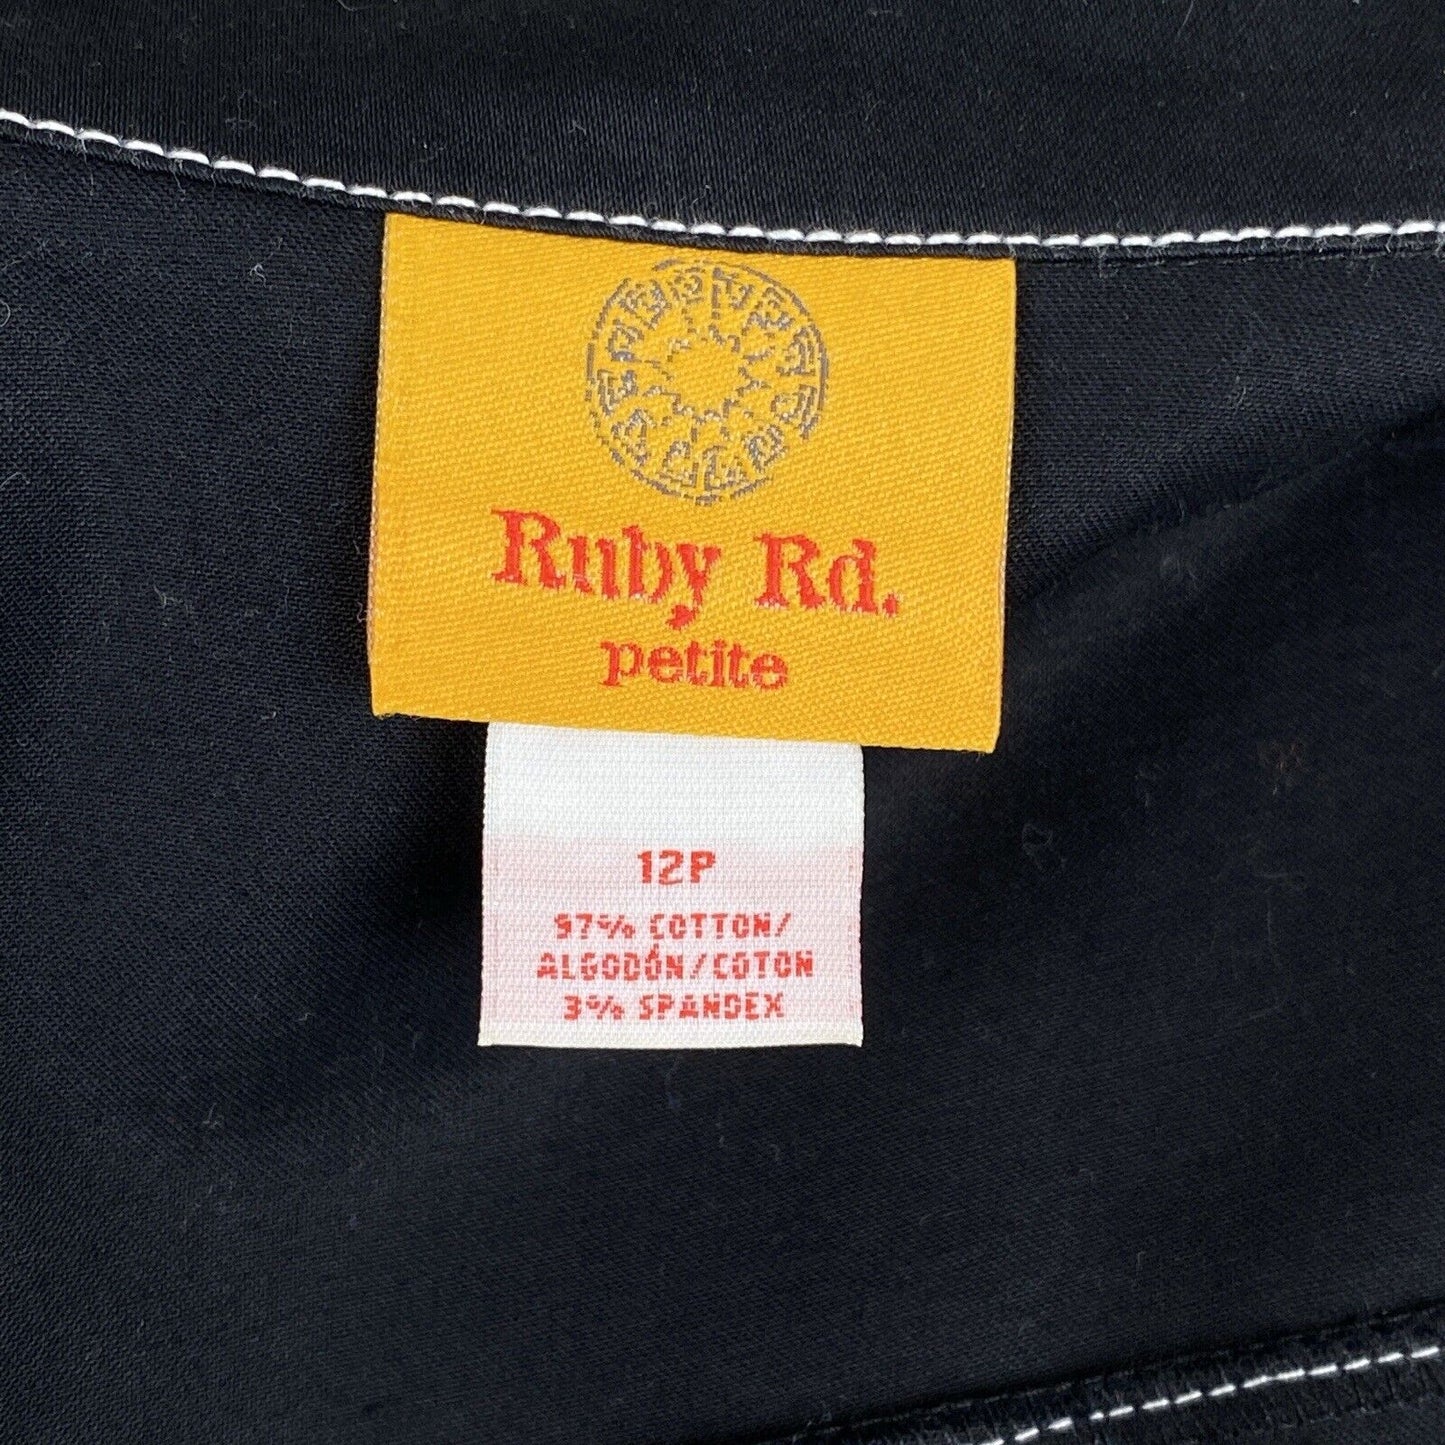 Ruby Rd.
petite
12P
97% COTTON/
ALGODÓN/COTON
3% SPANDEX